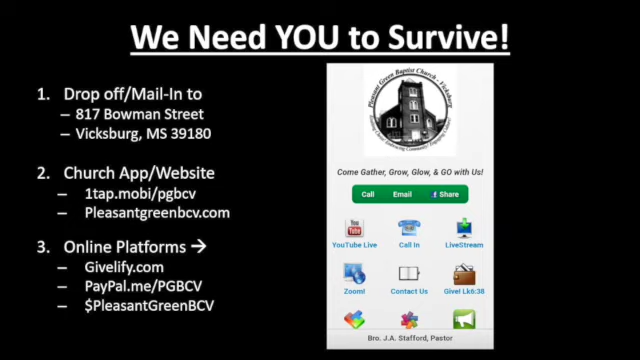 We Need YOU to Survive!
1. Drop off/Mail-In to
– 817 Bowman Street
– Vicksburg, MS 39180
2. Church App/Website
– 1tap.mobi/pgbcv
– Pleasantgreenbcv.com
3. Online Platforms →
– Givelify.com
– PayPal.me/PGBCV
– $PleasantGreenBCV
Pleasant Green Baptist Church - Vicksburg
Come Gather, Grow, Glow, & GO with Us!
Call Email f Share
You Tube
YouTube Live Call In LiveStream
Zoom! Contact Us Give! Lk6:38
Bro. J.A. Stafford, Pastor